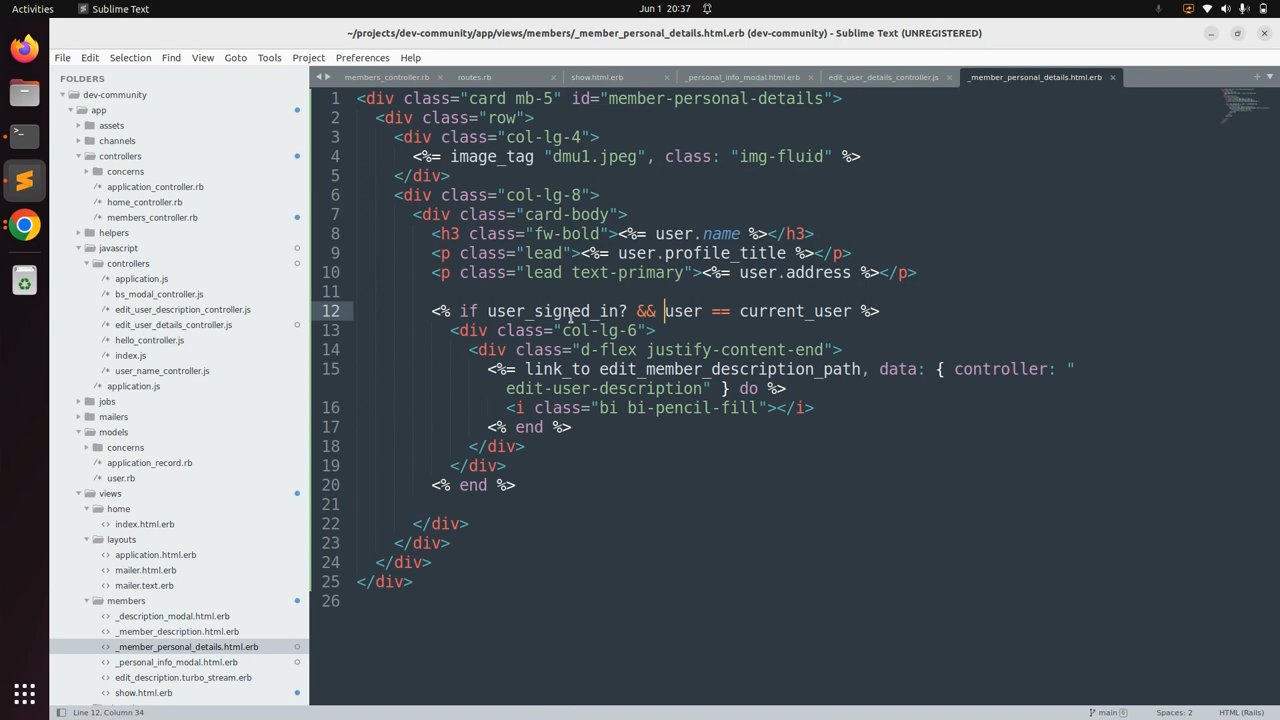 Activities
Sublime Text
Jun 1 20:37
~/projects/dev-community/app/views/members/_member_personal_details.html.erb (dev-community) - Sublime Text (UNREGISTERED)
File Edit Selection Find View Goto Tools Project Preferences Help
FOLDERS
dev-community
app
assets
channels
controllers
concerns
application_controller.rb
home_controller.rb
members_controller.rb
helpers
javascript
controllers
application.js
bs_modal_controller.js
edit_user_description_controller.js
edit_user_details_controller.js
hello_controller.js
index.js
user_name_controller.js
application.js
jobs
mailers
models
concerns
application_record.rb
user.rb
views
home
index.html.erb
layouts
application.html.erb
mailer.html.erb
mailer.text.erb
members
_description_modal.html.erb
_member_description.html.erb
_member_personal_details.html.erb
_personal_info_modal.html.erb
edit_description.turbo_stream.erb
show.html.erb
members_controller.rb routes.rb show.html.erb _personal_info_modal.html.erb edit_user_details_controller.js _member_personal_details.html.erb
1 <div class="card mb-5" id="member-personal-details">
2 <div class="row">
3 <div class="col-lg-4">
4 <%= image_tag "dmu1.jpeg", class: "img-fluid" %>
5 </div>
6 <div class="col-lg-8">
7 <div class="card-body">
8 <h3 class="fw-bold"><%= user.name %></h3>
9 <p class="lead"><%= user.profile_title %></p>
10 <p class="lead text-primary"><%= user.address %></p>
11
12 <% if user_signed_in? && user == current_user %>
13 <div class="col-lg-6">
14 <div class="d-flex justify-content-end">
15 <%= link_to edit_member_description_path, data: { controller: "
edit-user-description" } do %>
16 <i class="bi bi-pencil-fill"></i>
17 <% end %>
18 </div>
19 </div>
20 <% end %>
21
22 </div>
23 </div>
24 </div>
25 </div>
26
Line 12, Column 34
main 6
Spaces: 2
HTML (Rails)